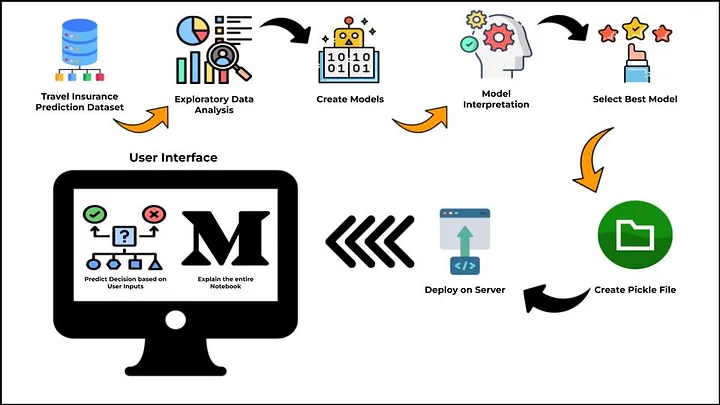 Travel Insurance
Prediction Dataset
Exploratory Data
Analysis
10 10
01 01
Create Models
Model
Interpretation
Select Best Model
User Interface
?
M
Predict Decision based on
User Inputs
Explain the entire
Notebook
</>
Deploy on Server
Create Pickle File